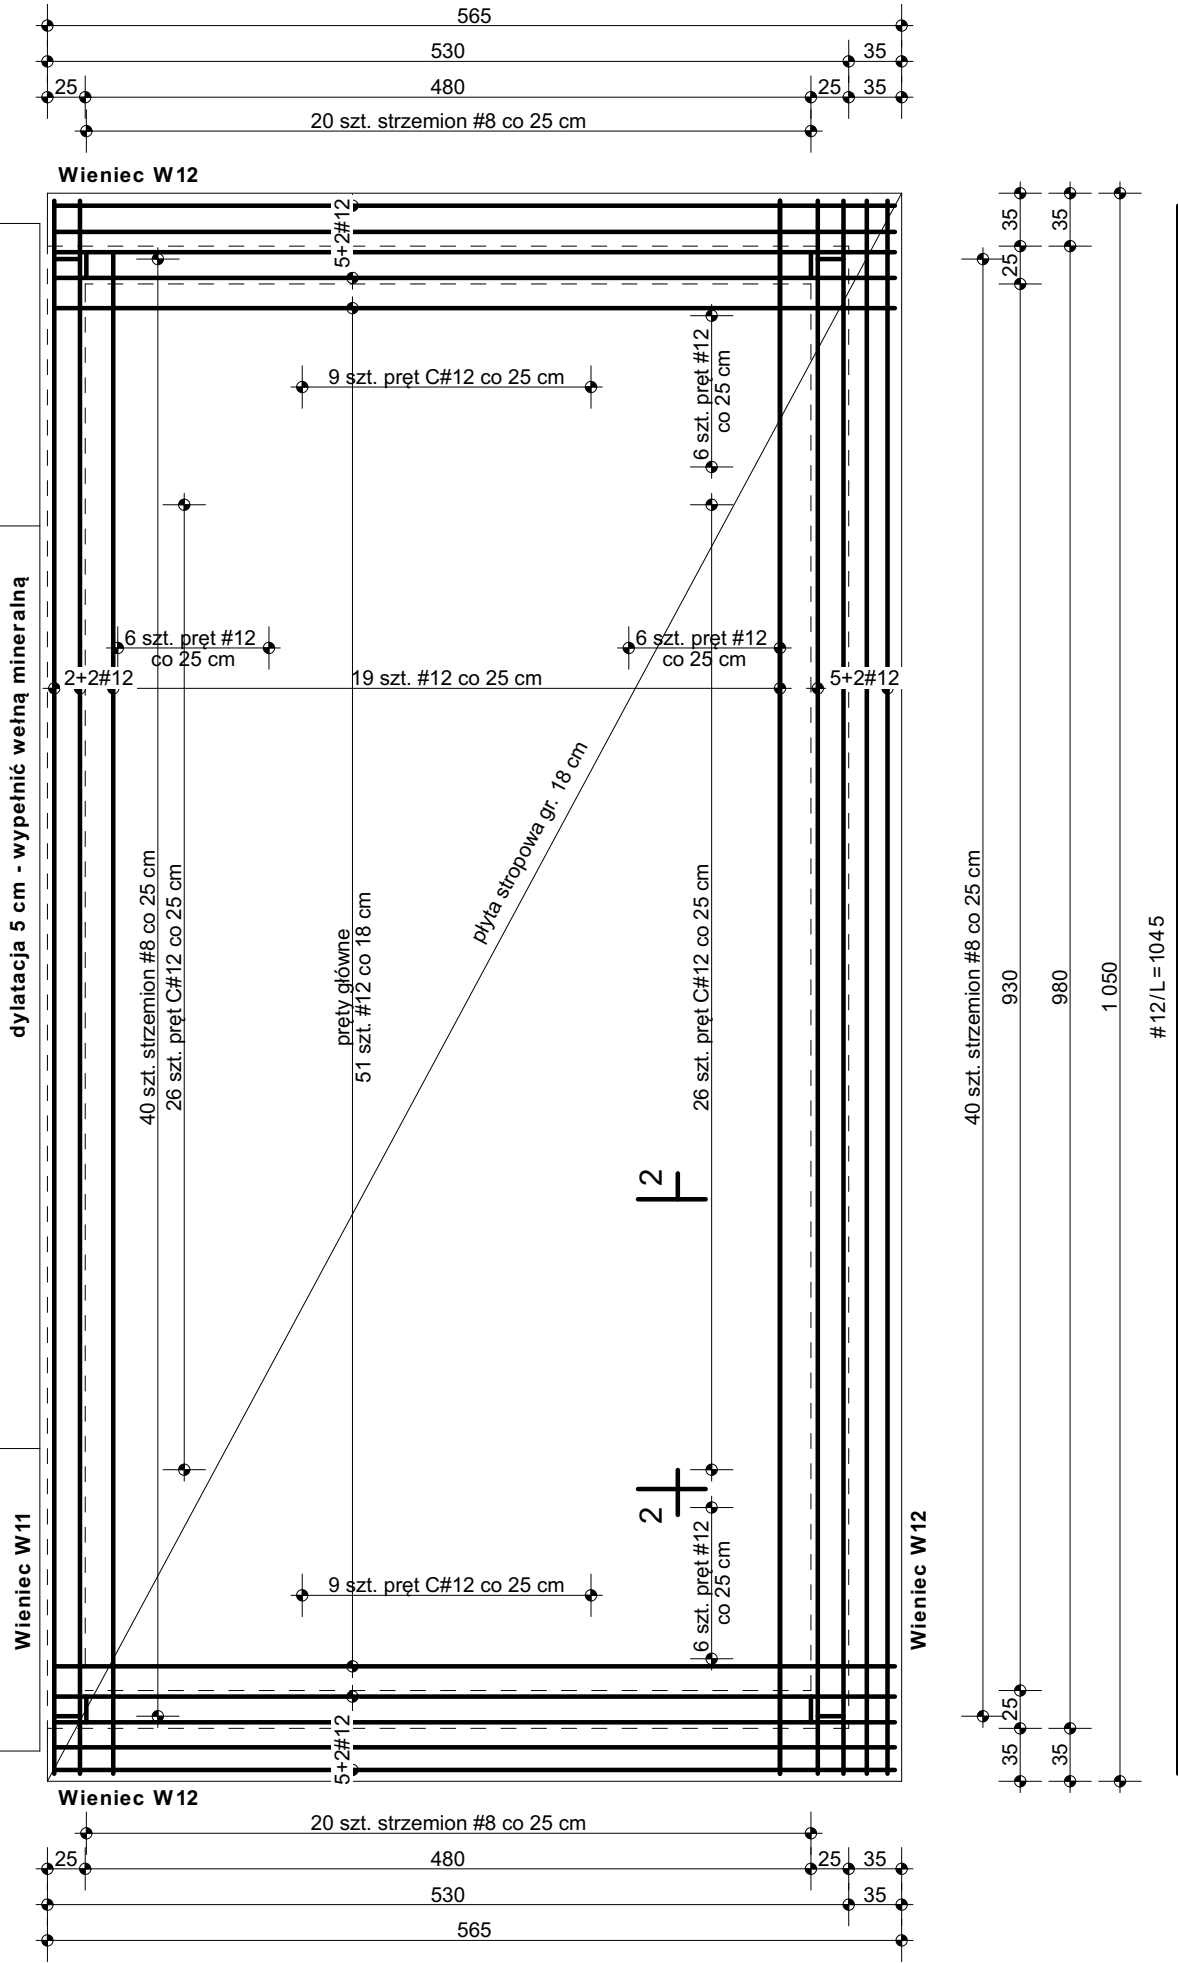 565
530
35
25
480
25
35
20 szt. strzemion #8 co 25 cm
Wieniec W12
5+2#12
35
35
25
9 szt. pręt C#12 co 25 cm
6 szt. pręt #12
co 25 cm
6 szt. pręt #12
co 25 cm
6 szt. pręt #12
co 25 cm
2+2#12
19 szt. #12 co 25 cm
5+2#12
dylatacja 5 cm - wypełnić wełną mineralną
płyta stropowa gr. 18 cm
40 szt. strzemion #8 co 25 cm
26 szt. pręt C#12 co 25 cm
pręty główne
51 szt. #12 co 18 cm
26 szt. pręt C#12 co 25 cm
40 szt. strzemion #8 co 25 cm
930
980
1 050
#12/L=1045
2
2
Wieniec W11
9 szt. pręt C#12 co 25 cm
6 szt. pręt #12
co 25 cm
Wieniec W12
5+2#12
25
35
35
Wieniec W12
20 szt. strzemion #8 co 25 cm
25
480
25
35
530
35
565